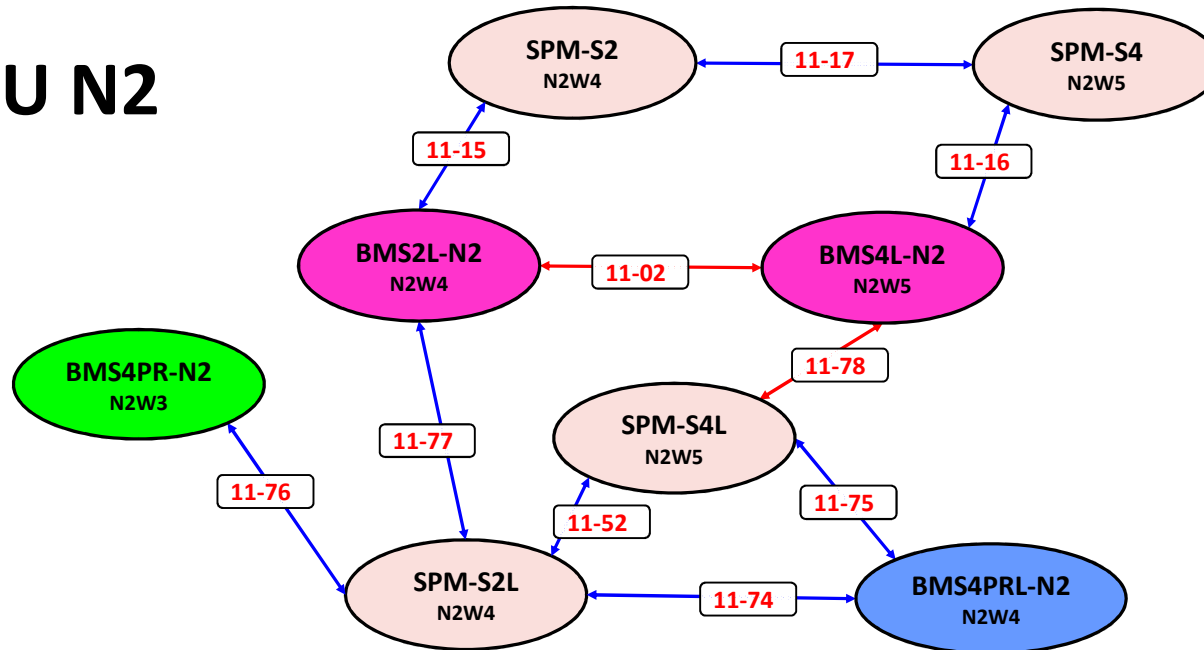 U N2
SPM-S2
N2W4
11-17
SPM-S4
N2W5
11-15
11-16
BMS2L-N2
N2W4
11-02
BMS4L-N2
N2W5
BMS4PR-N2
N2W3
11-78
11-77
SPM-S4L
N2W5
11-76
11-52
11-75
SPM-S2L
N2W4
11-74
BMS4PRL-N2
N2W4